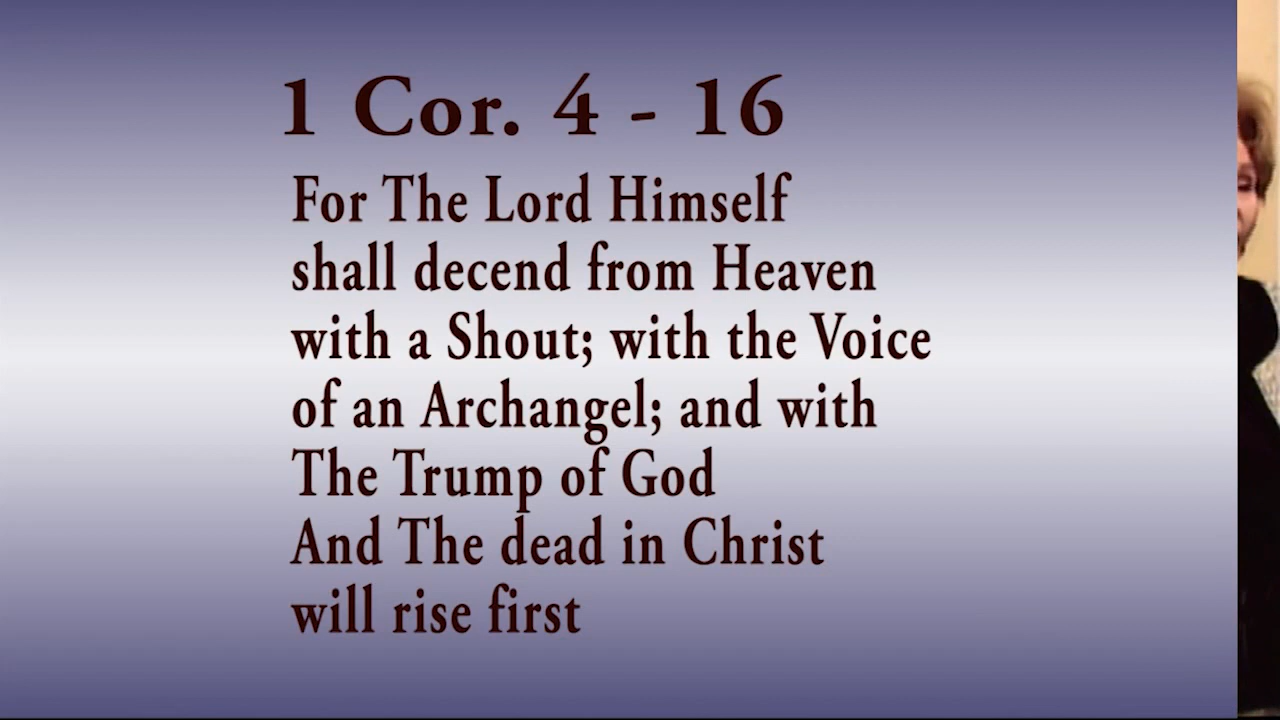 1 Cor. 4 - 16
For The Lord Himself
shall decend from Heaven
with a Shout; with the Voice
of an Archangel; and with
The Trump of God
And The dead in Christ
will rise first